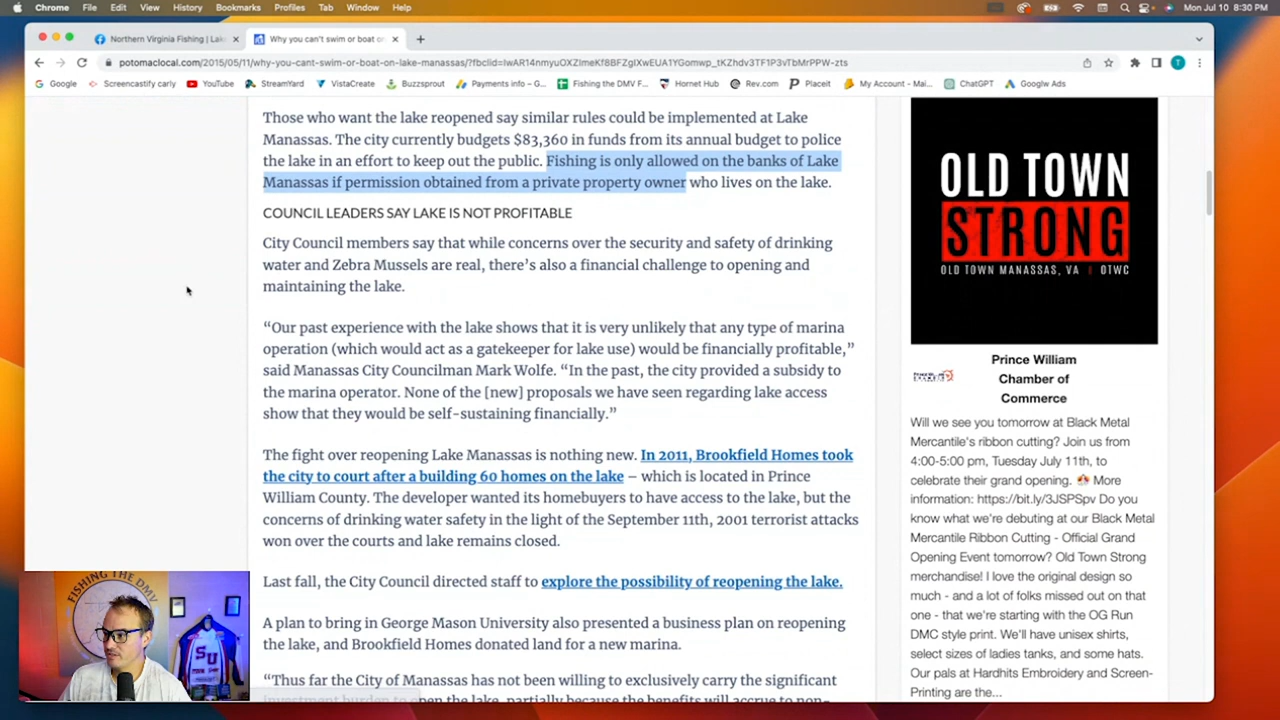 Chrome File Edit View History Bookmarks Profiles Tab Window Help Mon Jul 10 8:30 PM
Northern Virginia Fishing | Lak Why you can't swim or boat on
potomaclocal.com/2015/05/11/why-you-cant-swim-or-boat-on-lake-manassas/?fbclid=IwAR14nmyuOXZImeKf8BFZgIXwEUA1YGomwp_tKZhdv3TF1P3vTbMrPPW-zts
Google Screencastify carly YouTube StreamYard VistaCreate Buzzsprout Payments info – G... Fishing the DMV F... Hornet Hub Rev.com Placeit My Account - Mai... ChatGPT Googlw Ads
Those who want the lake reopened say similar rules could be implemented at Lake
Manassas. The city currently budgets $83,360 in funds from its annual budget to police
the lake in an effort to keep out the public. Fishing is only allowed on the banks of Lake
Manassas if permission obtained from a private property owner who lives on the lake.
COUNCIL LEADERS SAY LAKE IS NOT PROFITABLE
City Council members say that while concerns over the security and safety of drinking
water and Zebra Mussels are real, there's also a financial challenge to opening and
maintaining the lake.
“Our past experience with the lake shows that it is very unlikely that any type of marina
operation (which would act as a gatekeeper for lake use) would be financially profitable,”
said Manassas City Councilman Mark Wolfe. “In the past, the city provided a subsidy to
the marina operator. None of the [new] proposals we have seen regarding lake access
show that they would be self-sustaining financially.”
The fight over reopening Lake Manassas is nothing new. In 2011, Brookfield Homes took
the city to court after a building 60 homes on the lake – which is located in Prince
William County. The developer wanted its homebuyers to have access to the lake, but the
concerns of drinking water safety in the light of the September 11th, 2001 terrorist attacks
won over the courts and lake remains closed.
Last fall, the City Council directed staff to explore the possibility of reopening the lake.
A plan to bring in George Mason University also presented a business plan on reopening
the lake, and Brookfield Homes donated land for a new marina.
“Thus far the City of Manassas has not been willing to exclusively carry the significant
investment burden to open the lake, partially because the benefits will accrue to non-
OLD TOWN
STRONG
OLD TOWN MANASSAS, VA OTWC
Prince William
Chamber of
Commerce
Will we see you tomorrow at Black Metal
Mercantile's ribbon cutting? Join us from
4:00-5:00 pm, Tuesday July 11th, to
celebrate their grand opening. More
information: https://bit.ly/3JSPSpv Do you
know what we're debuting at our Black Metal
Mercantile Ribbon Cutting - Official Grand
Opening Event tomorrow? Old Town Strong
merchandise! I love the original design so
much - and a lot of folks missed out on that
one - that we're starting with the OG Run
DMC style print. We'll have unisex shirts,
select sizes of ladies tanks, and some hats.
Our pals at Hardhits Embroidery and Screen-
Printing are the...
FISHING THE DMV
SU